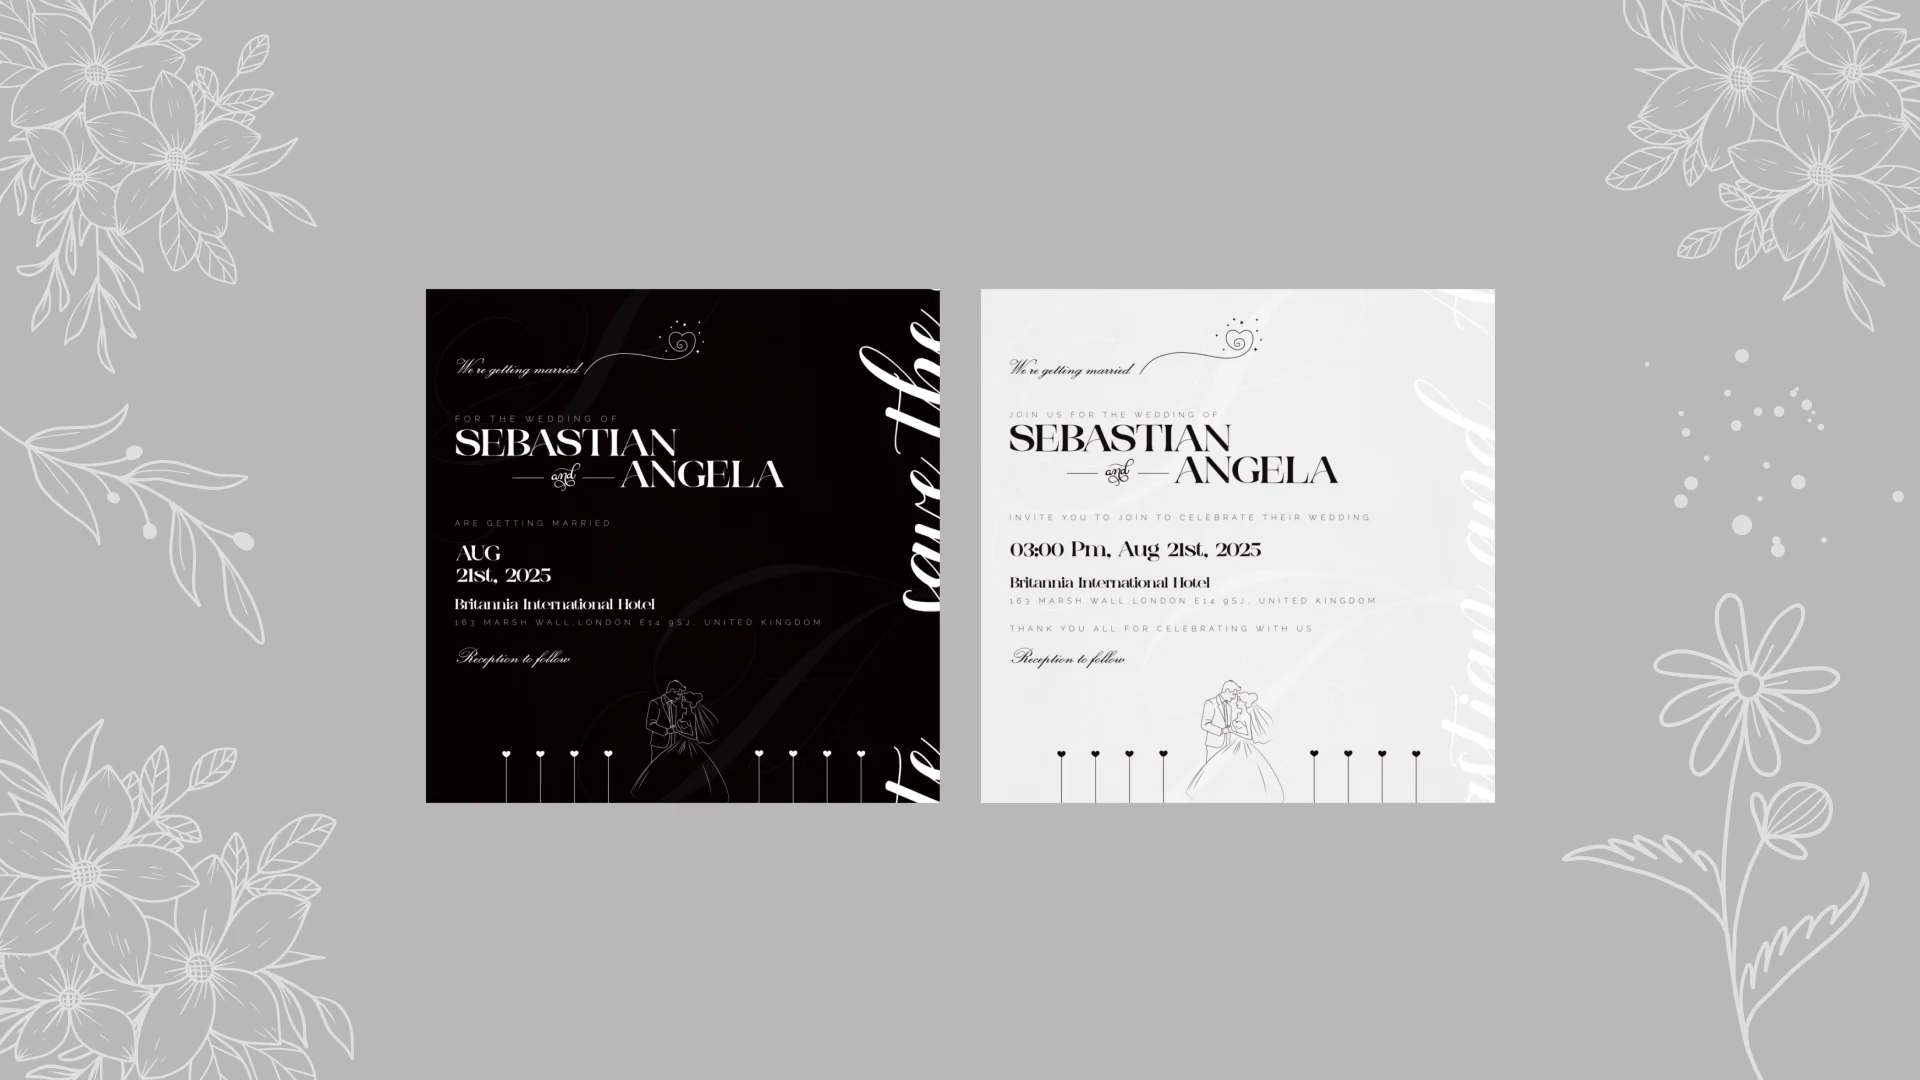 We're getting married
FOR THE WEDDING OF
SEBASTIAN
and
ANGELA
ARE GETTING MARRIED
AUG
21st, 2025
Britannia International Hotel
163 MARSH WALL,LONDON E14 9SJ, UNITED KINGDOM
Reception to follow
save the
te
We're getting married
JOIN US FOR THE WEDDING OF
SEBASTIAN
and
ANGELA
INVITE YOU TO JOIN TO CELEBRATE THEIR WEDDING
03:00 Pm, Aug 21st, 2025
Britannia International Hotel
163 MARSH WALL,LONDON E14 9SJ, UNITED KINGDOM
THANK YOU ALL FOR CELEBRATING WITH US
Reception to follow
astian and